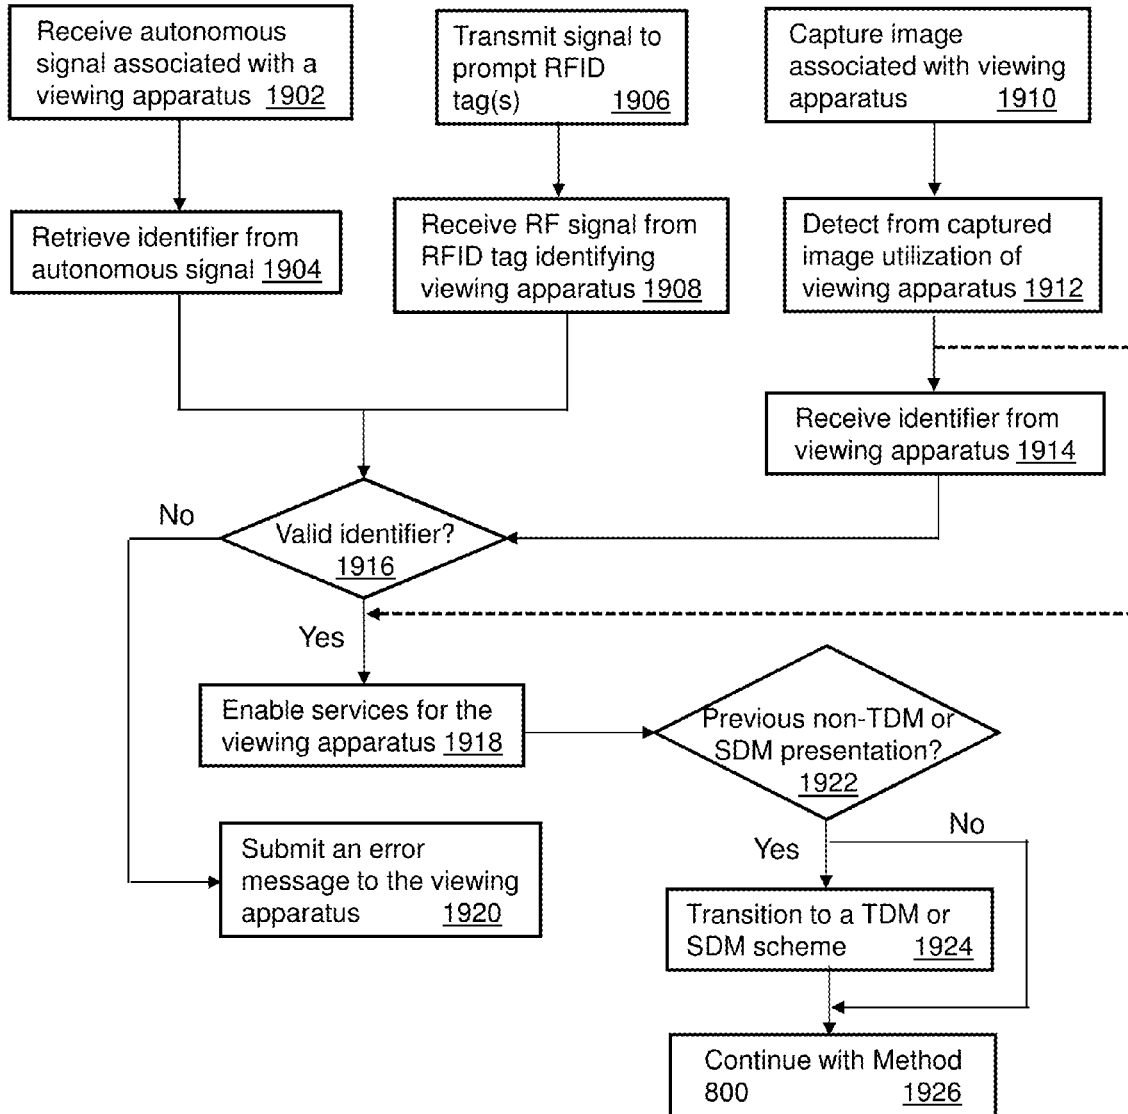 Receive autonomous
signal associated with a
viewing apparatus 1902
Transmit signal to
prompt RFID
tag(s) 1906
Capture image
associated with viewing
apparatus 1910
Retrieve identifier from
autonomous signal 1904
Receive RF signal from
RFID tag identifying
viewing apparatus 1908
Detect from captured
image utilization of
viewing apparatus 1912
Receive identifier from
viewing apparatus 1914
No
Valid identifier?
1916
Yes
Enable services for the
viewing apparatus 1918
Previous non-TDM or
SDM presentation?
1922
No
Yes
Submit an error
message to the viewing
apparatus 1920
Transition to a TDM or
SDM scheme 1924
Continue with Method
800 1926